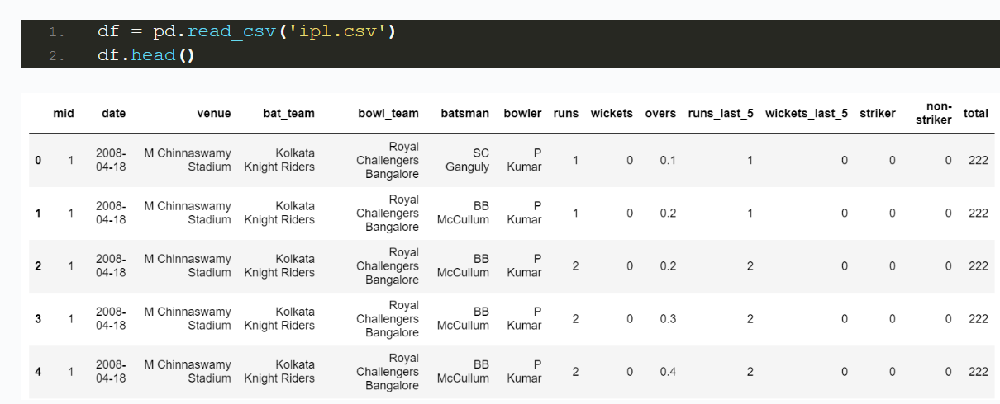 1. df = pd.read_csv('ipl.csv')
2. df.head()
mid date venue bat_team bowl_team batsman bowler runs wickets overs runs_last_5 wickets_last_5 striker non-striker total
0 1 2008-04-18 M Chinnaswamy Stadium Kolkata Knight Riders Royal Challengers Bangalore SC Ganguly P Kumar 1 0 0.1 1 0 0 0 222
1 1 2008-04-18 M Chinnaswamy Stadium Kolkata Knight Riders Royal Challengers Bangalore BB McCullum P Kumar 1 0 0.2 1 0 0 0 222
2 1 2008-04-18 M Chinnaswamy Stadium Kolkata Knight Riders Royal Challengers Bangalore BB McCullum P Kumar 2 0 0.2 2 0 0 0 222
3 1 2008-04-18 M Chinnaswamy Stadium Kolkata Knight Riders Royal Challengers Bangalore BB McCullum P Kumar 2 0 0.3 2 0 0 0 222
4 1 2008-04-18 M Chinnaswamy Stadium Kolkata Knight Riders Royal Challengers Bangalore BB McCullum P Kumar 2 0 0.4 2 0 0 0 222